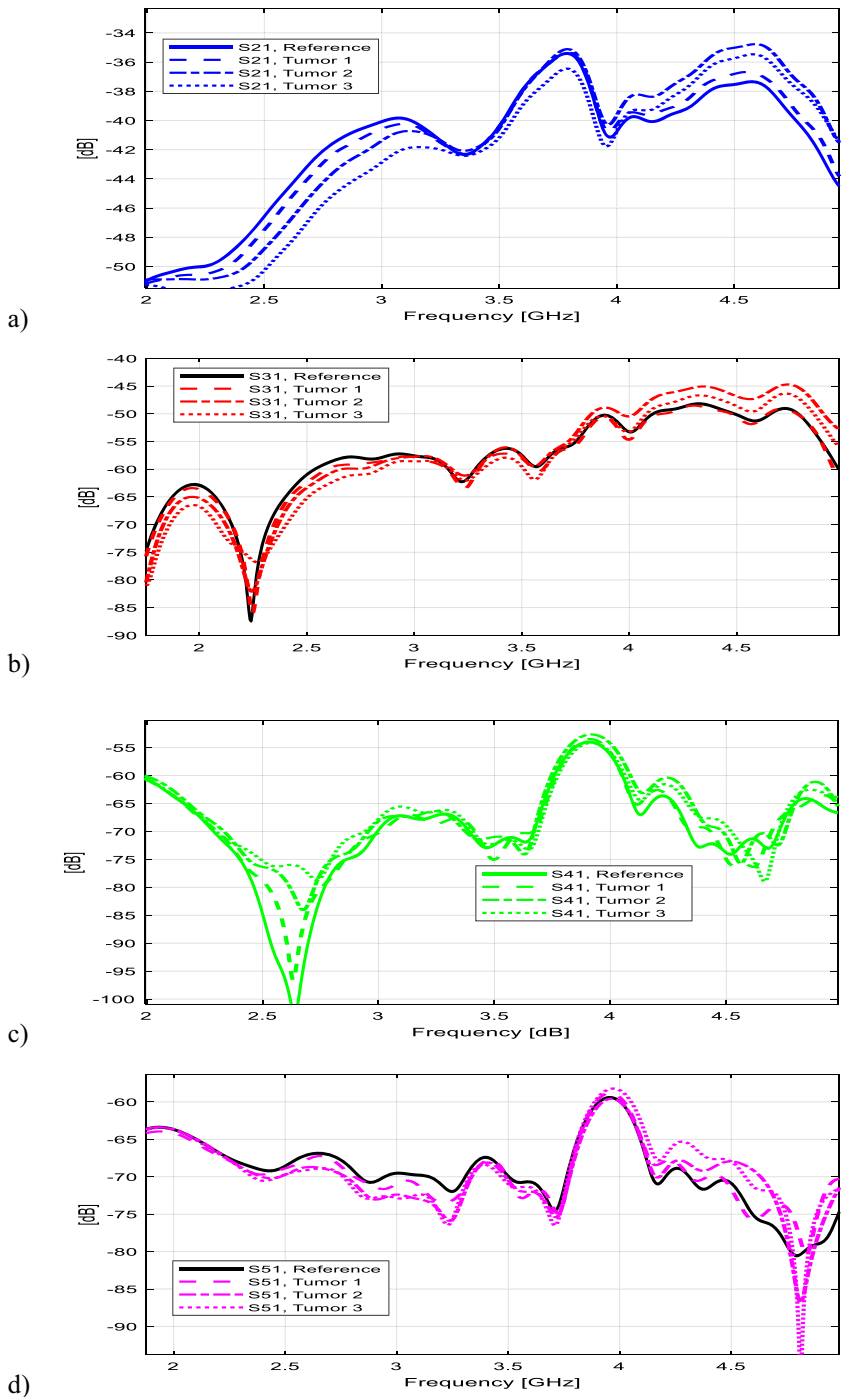 -34
-36
-38
-40
-42
-44
-46
-48
-50
[dB]
S21, Reference
S21, Tumor 1
S21, Tumor 2
S21, Tumor 3
2
2.5
3
3.5
4
4.5
Frequency [GHz]
a)
-40
-45
-50
-55
-60
-65
-70
-75
-80
-85
-90
[dB]
S31, Reference
S31, Tumor 1
S31, Tumor 2
S31, Tumor 3
2
2.5
3
3.5
4
4.5
Frequency [GHz]
b)
-55
-60
-65
-70
-75
-80
-85
-90
-95
-100
[dB]
S41, Reference
S41, Tumor 1
S41, Tumor 2
S41, Tumor 3
2
2.5
3
3.5
4
4.5
Frequency [dB]
c)
-60
-65
-70
-75
-80
-85
-90
[dB]
S51, Reference
S51, Tumor 1
S51, Tumor 2
S51, Tumor 3
2
2.5
3
3.5
4
4.5
Frequency [GHz]
d)